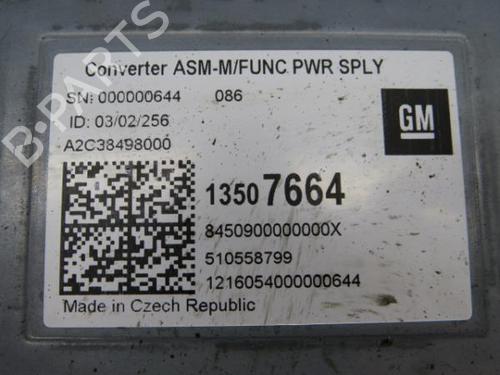 Converter ASM-M/FUNC PWR SPLY
SN: 000000644 086
ID: 03/02/256
A2C38498000
GM
13507664
8450900000000X
510558799
1216054000000644
Made in Czech Republic
B-PARTS